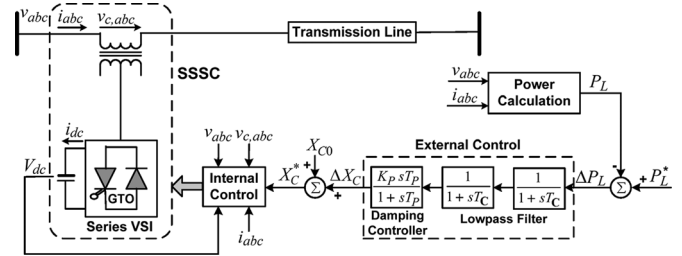 v_abc
i_abc
v_c,abc
Transmission Line
SSSC
v_abc
i_abc
Power
Calculation
P_L
i_dc
V_dc
GTO
Series VSI
v_abc
v_c,abc
Internal
Control
i_abc
X_C0
+
X_C^*
Σ
+
ΔX_C
External Control
K_P sT_P
1 + sT_P
1
1 + sT_C
1
1 + sT_C
Damping
Controller
Lowpass Filter
ΔP_L
-
Σ
+
P_L^*